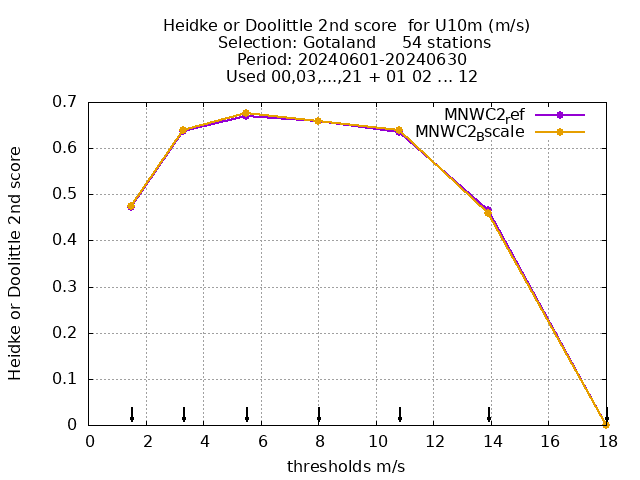 Heidke or Doolittle 2nd score  for U10m (m/s)
Selection: Gotaland     54 stations
Period: 20240601-20240630
Used 00,03,...,21 + 01 02 ... 12
Heidke or Doolittle 2nd score
0.7
0.6
0.5
0.4
0.3
0.2
0.1
0
MNWC2ref
MNWC2Bscale
0 2 4 6 8 10 12 14 16 18
thresholds m/s